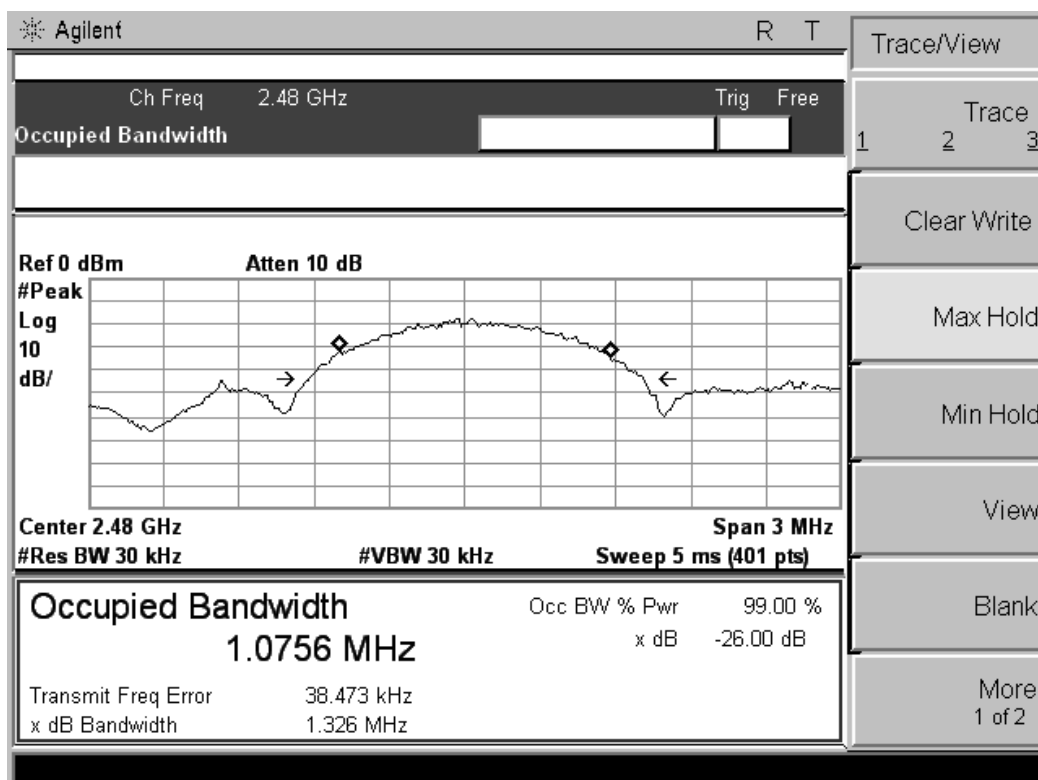 Agilent R T
Ch Freq 2.48 GHz Trig Free
Occupied Bandwidth
Ref 0 dBm Atten 10 dB
#Peak
Log
10
dB/
Center 2.48 GHz Span 3 MHz
#Res BW 30 kHz #VBW 30 kHz Sweep 5 ms (401 pts)
Occupied Bandwidth
1.0756 MHz
Occ BW % Pwr 99.00 %
x dB -26.00 dB
Transmit Freq Error 38.473 kHz
x dB Bandwidth 1.326 MHz
Trace/View
Trace
1 2 3
Clear Write
Max Hold
Min Hold
View
Blank
More
1 of 2